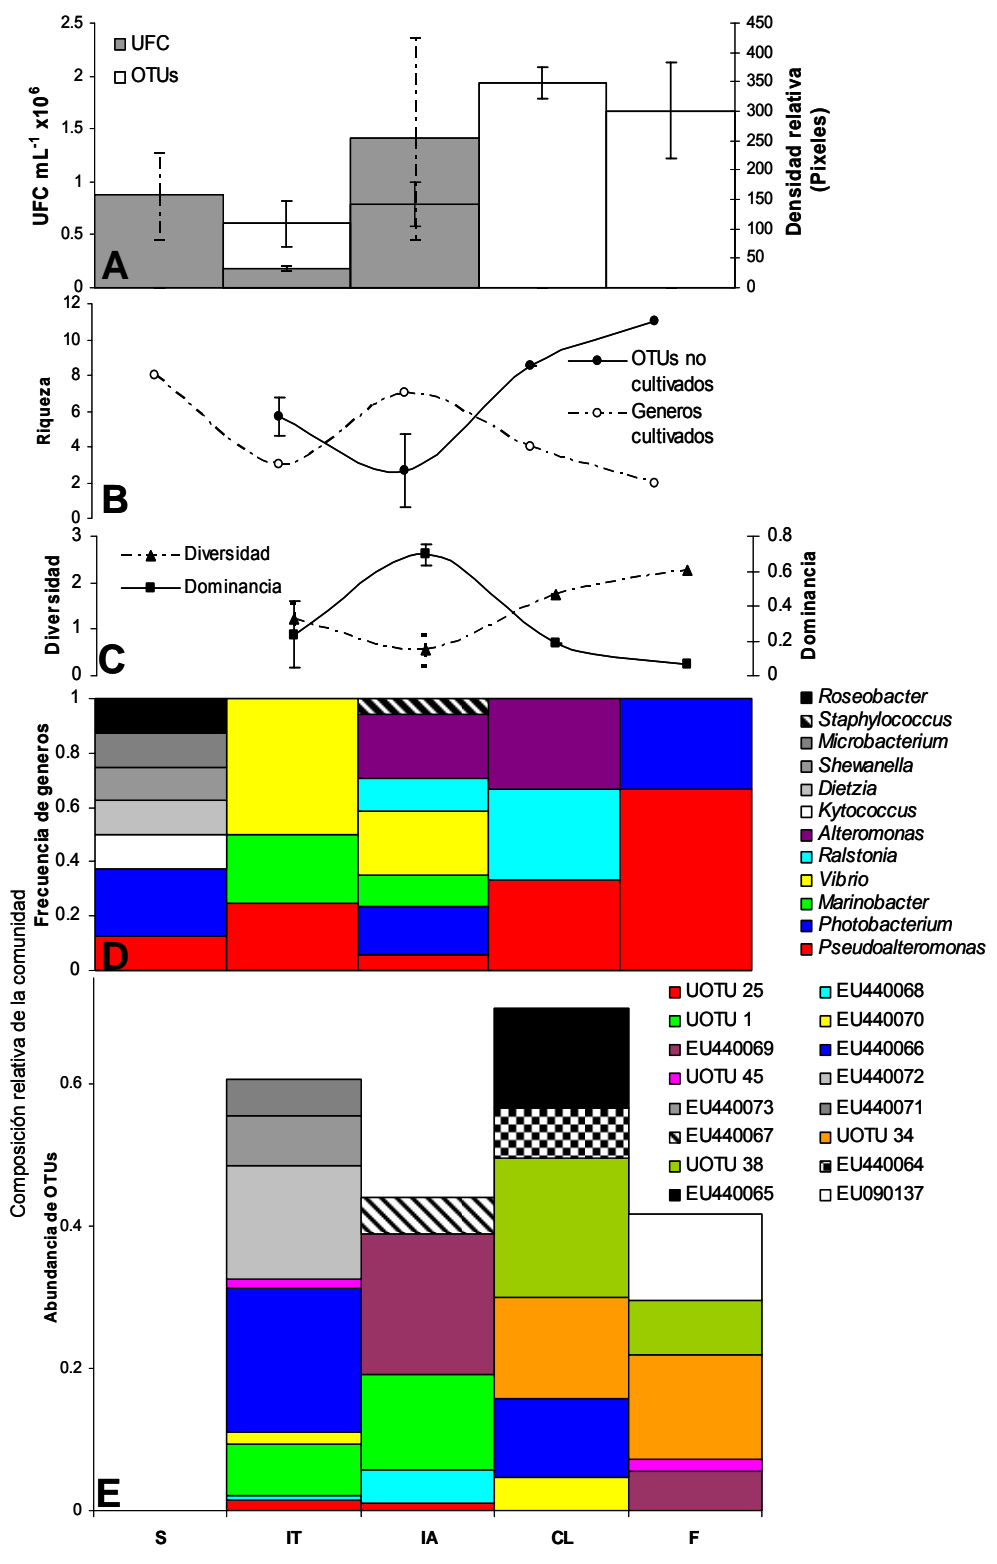 2.5
2
1.5
1
0.5
0
UFC mL-1 x106
UFC
OTUs
A
450
400
350
300
250
200
150
100
50
0
Densidad relativa
(Pixeles)
12
10
8
6
4
2
0
Riqueza
OTUs no
cultivados
Generos
cultivados
B
3
2
1
0
Diversidad
Diversidad
Dominancia
C
0.8
0.6
0.4
0.2
0
Dominancia
1
0.8
0.6
0.4
0.2
0
Frecuencia de generos
D
Roseobacter
Staphylococcus
Microbacterium
Shewanella
Dietzia
Kytococcus
Alteromonas
Ralstonia
Vibrio
Marinobacter
Photobacterium
Pseudoalteromonas
Composición relativa de la comunidad
0.6
0.4
0.2
0
Abundancia de OTUs
E
UOTU 25
EU440068
UOTU 1
EU440070
EU440069
EU440066
UOTU 45
EU440072
EU440073
EU440071
EU440067
UOTU 34
UOTU 38
EU440064
EU440065
EU090137
S
IT
IA
CL
F